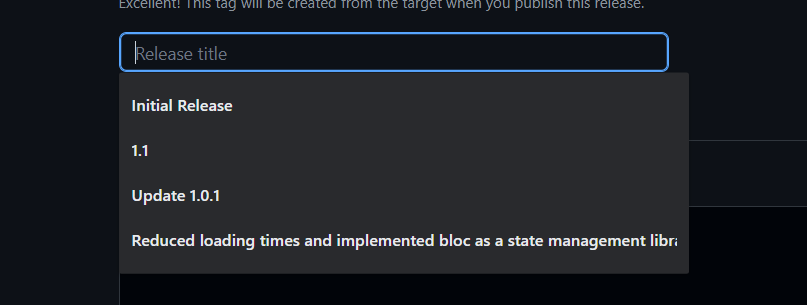 Excellent! This tag will be created from the target when you publish this release.
Release title
Initial Release
1.1
Update 1.0.1
Reduced loading times and implemented bloc as a state management libra